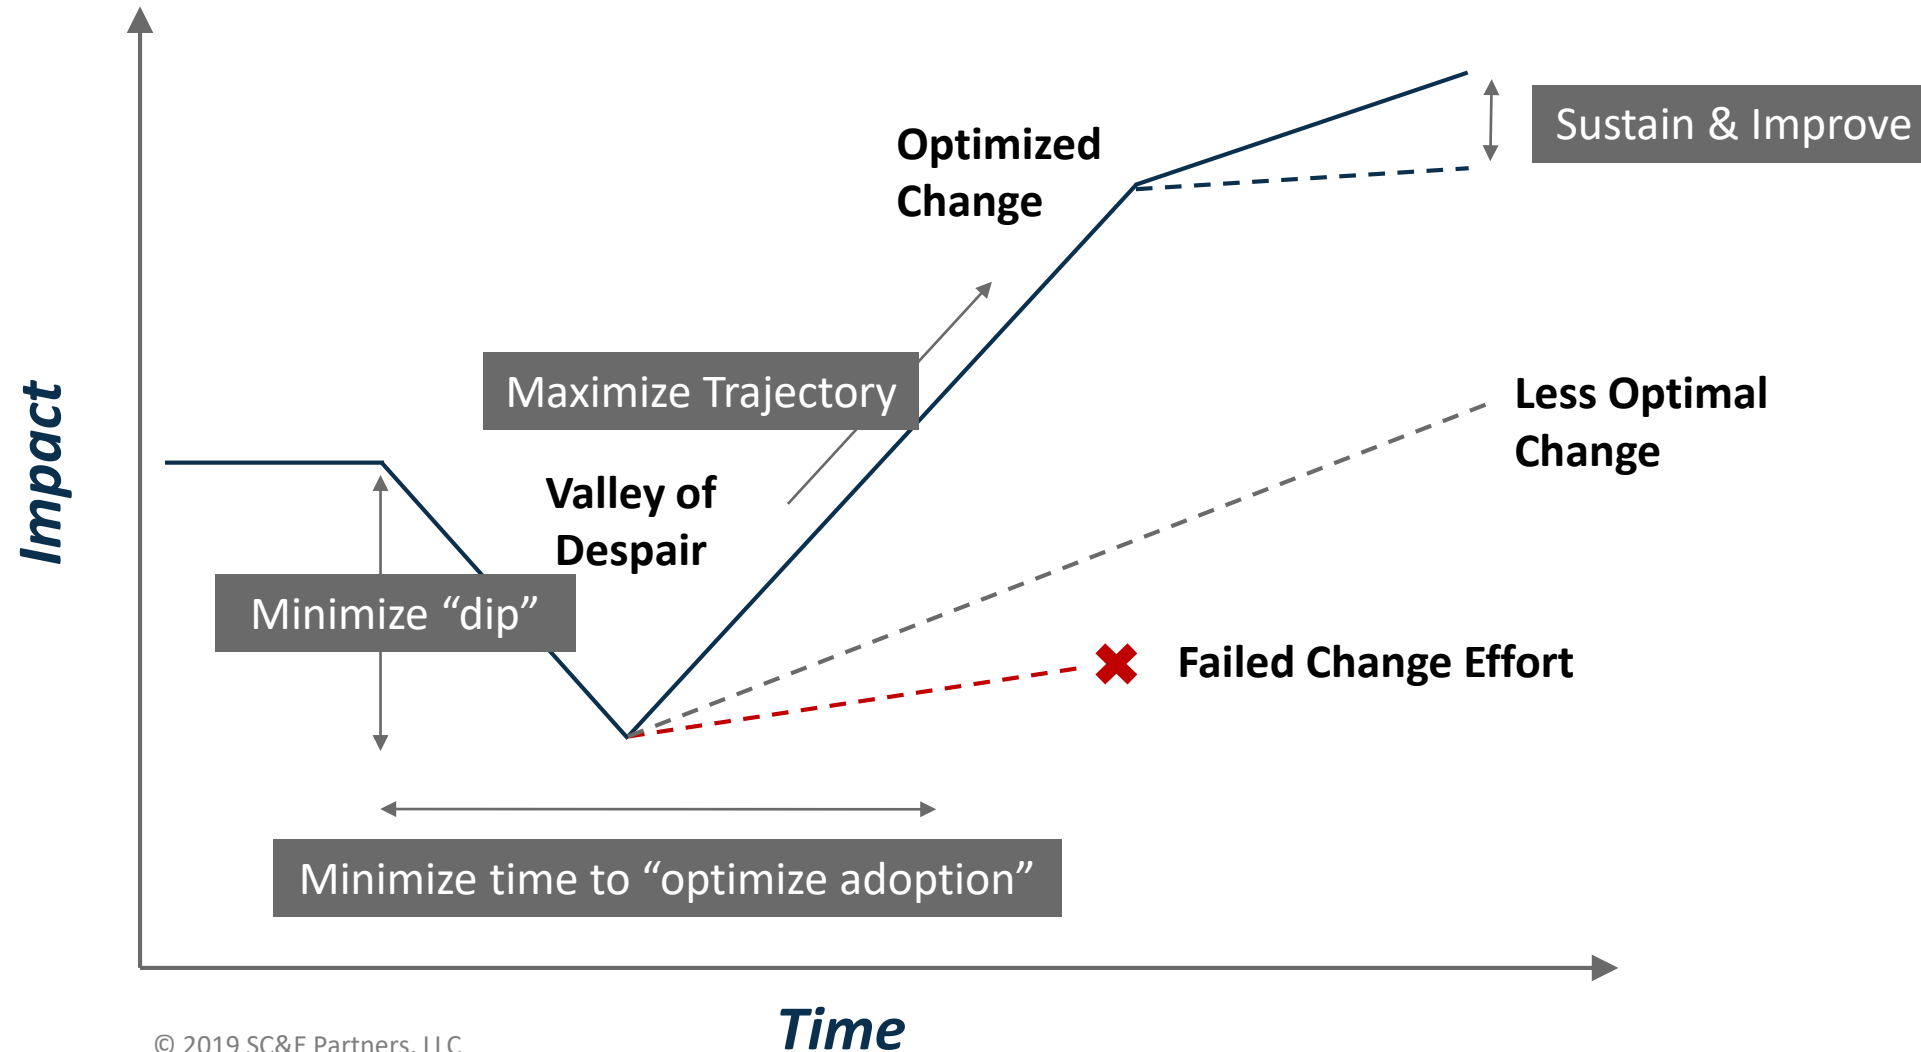 Optimized
Change
Sustain & Improve
Maximize Trajectory
Less Optimal
Change
Impact
Valley of
Despair
Minimize “dip”
Failed Change Effort
Minimize time to “optimize adoption”
Time
© 2019 SC&E Partners, LLC